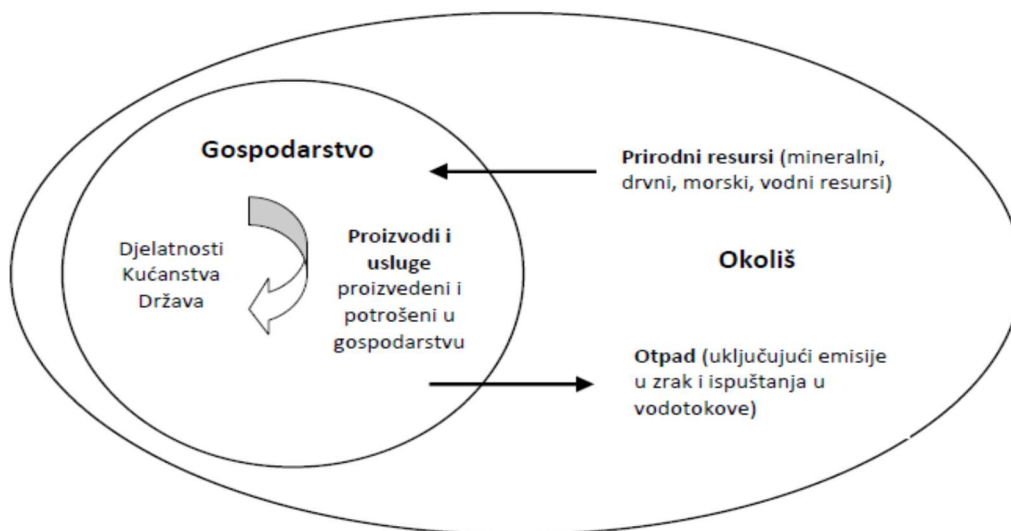 Gospodarstvo
Djelatnosti
Kućanstva
Država
Proizvodi i
usluge
proizvedeni i
potrošeni u
gospodarstvu
Prirodni resursi (mineralni,
drvni, morski, vodni resursi)
Okoliš
Otpad (uključujući emisije
u zrak i ispuštanja u
vodotokove)